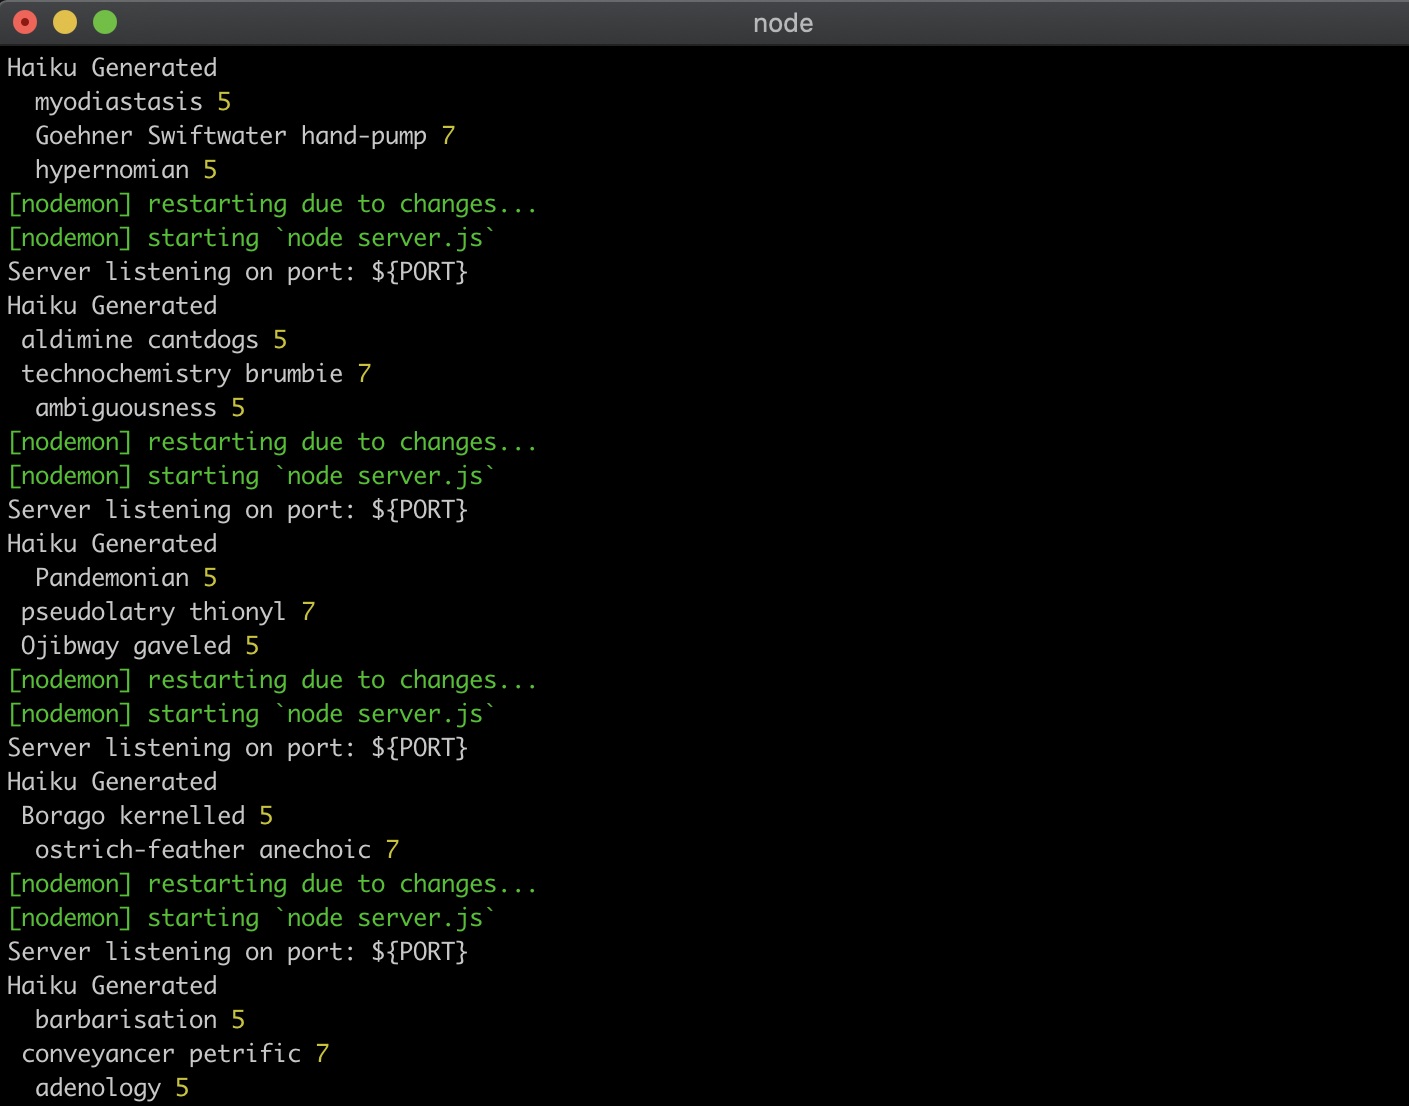 node
Haiku Generated
  myodiastasis 5
  Goehner Swiftwater hand-pump 7
  hypernomian 5
[nodemon] restarting due to changes...
[nodemon] starting `node server.js`
Server listening on port: ${PORT}
Haiku Generated
 aldimine cantdogs 5
 technochemistry brumbie 7
  ambiguousness 5
[nodemon] restarting due to changes...
[nodemon] starting `node server.js`
Server listening on port: ${PORT}
Haiku Generated
  Pandemonian 5
 pseudolatry thionyl 7
 Ojibway gaveled 5
[nodemon] restarting due to changes...
[nodemon] starting `node server.js`
Server listening on port: ${PORT}
Haiku Generated
 Borago kernelled 5
  ostrich-feather anechoic 7
[nodemon] restarting due to changes...
[nodemon] starting `node server.js`
Server listening on port: ${PORT}
Haiku Generated
  barbarisation 5
 conveyancer petrific 7
  adenology 5